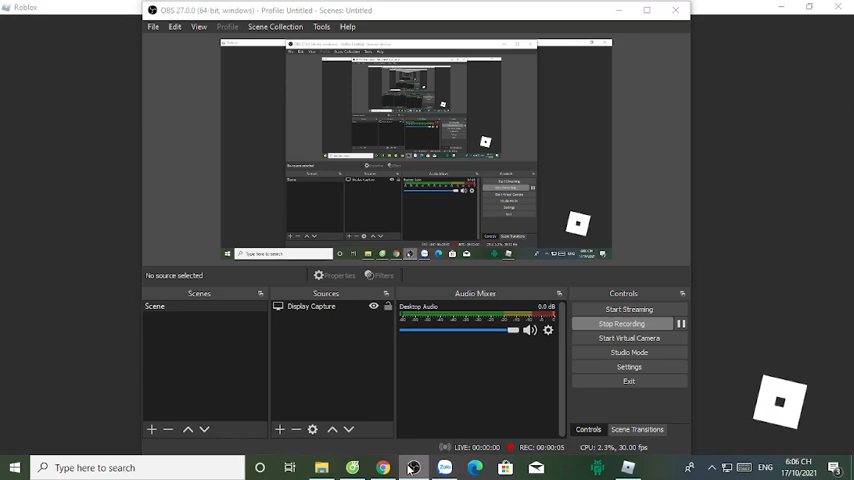 Roblox
OBS 27.0.0 (64-bit, windows) - Profile: Untitled - Scenes: Untitled
File Edit View Profile Scene Collection Tools Help
No source selected
Properties
Filters
Scenes
Sources
Audio Mixer
Controls
Scene
Display Capture
Desktop Audio
0.0 dB
Start Streaming
Stop Recording
Start Virtual Camera
Studio Mode
Settings
Exit
Controls
Scene Transitions
LIVE: 00:00:00
REC: 00:00:05
CPU: 2.3%, 30.00 fps
Type here to search
Zalo
ENG
6:06 CH
17/10/2021
3